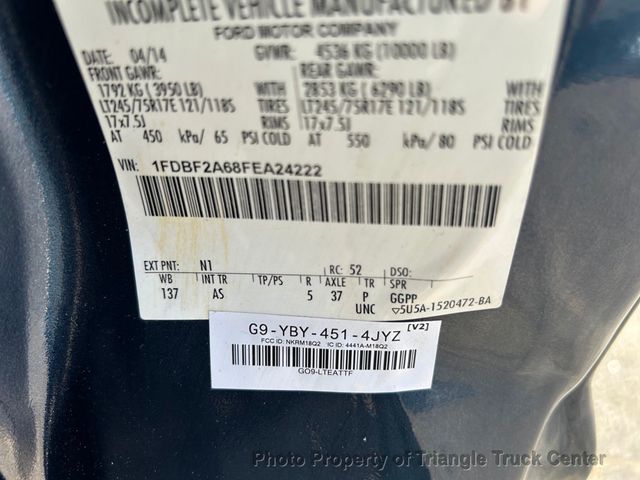 INCOMPLETE VEHICLE MANUFACTURED BY
FORD MOTOR COMPANY
DATE: 04/14 GVWR: 4536 KG (10000 LB)
FRONT GAWR: REAR GAWR:
1792 KG (3950 LB) WITH 2853 KG (6290 LB) WITH
LT245/75R17E 121/118S TIRES LT245/75R17E 121/118S TIRES
17x7.5J RIMS 17x7.5J RIMS
AT 450 kPa/ 65 PSI COLD AT 550 kPa/ 80 PSI COLD
VIN: 1FDBF2A68FEA24222
EXT PNT: N1 RC: 52 DSO:
WB INT TR TP/PS R AXLE TR SPR
137 AS 5 37 P GGPP
UNC ▽5U5A-1520472-BA
G9-YBY-451-4JYZ [V2]
FCC ID: NKRM18Q2 IC ID: 4441A-M18Q2
GO9-LTEATTF
Photo Property of Triangle Truck Center